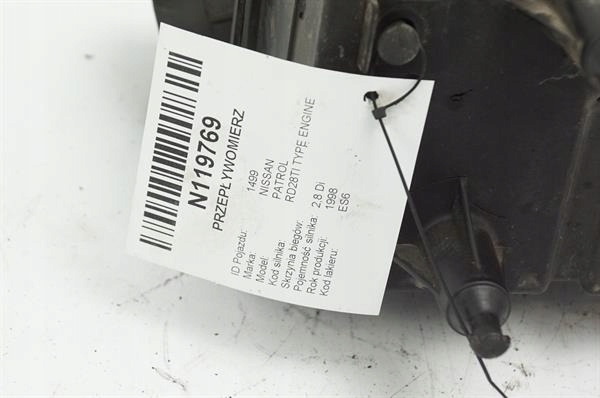 N119769
PRZEPŁYWOMIERZ
ID Pojazdu: 1499
Marka: NISSAN
Model: PATROL
Kod silnika: RD28TI TYPE ENGINE
Skrzynia biegów:
Pojemność silnika: 2.8 Di
Rok produkcji: 1998
Kod lakieru: ES6